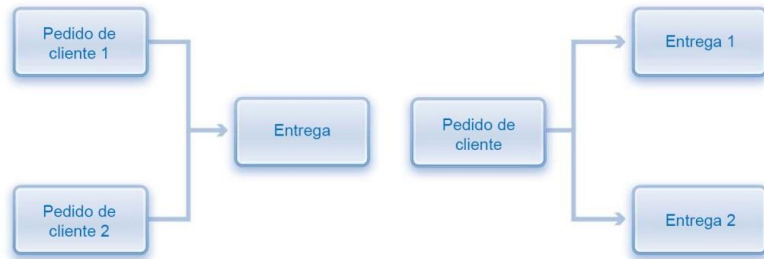 Pedido de
cliente 1
Entrega
Pedido de
cliente 2
Pedido de
cliente
Entrega 1
Entrega 2